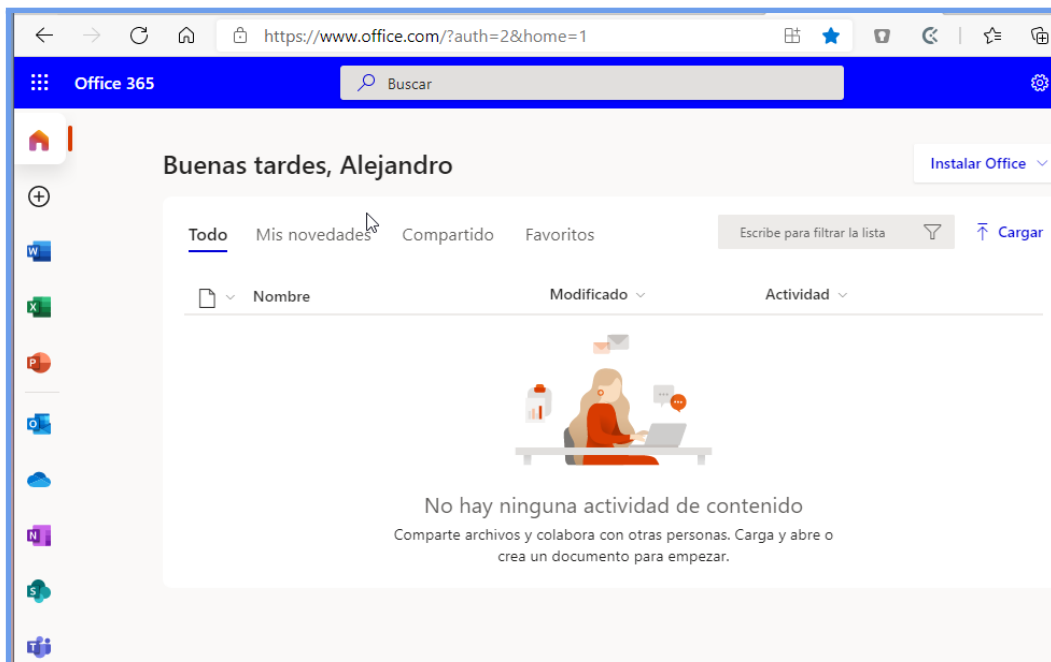 https://www.office.com/?auth=2&home=1
Office 365
Buscar
Buenas tardes, Alejandro
Instalar Office
Todo Mis novedades Compartido Favoritos Escribe para filtrar la lista Cargar
Nombre Modificado Actividad
No hay ninguna actividad de contenido
Comparte archivos y colabora con otras personas. Carga y abre o
crea un documento para empezar.
W
X
P
O
N
S
T